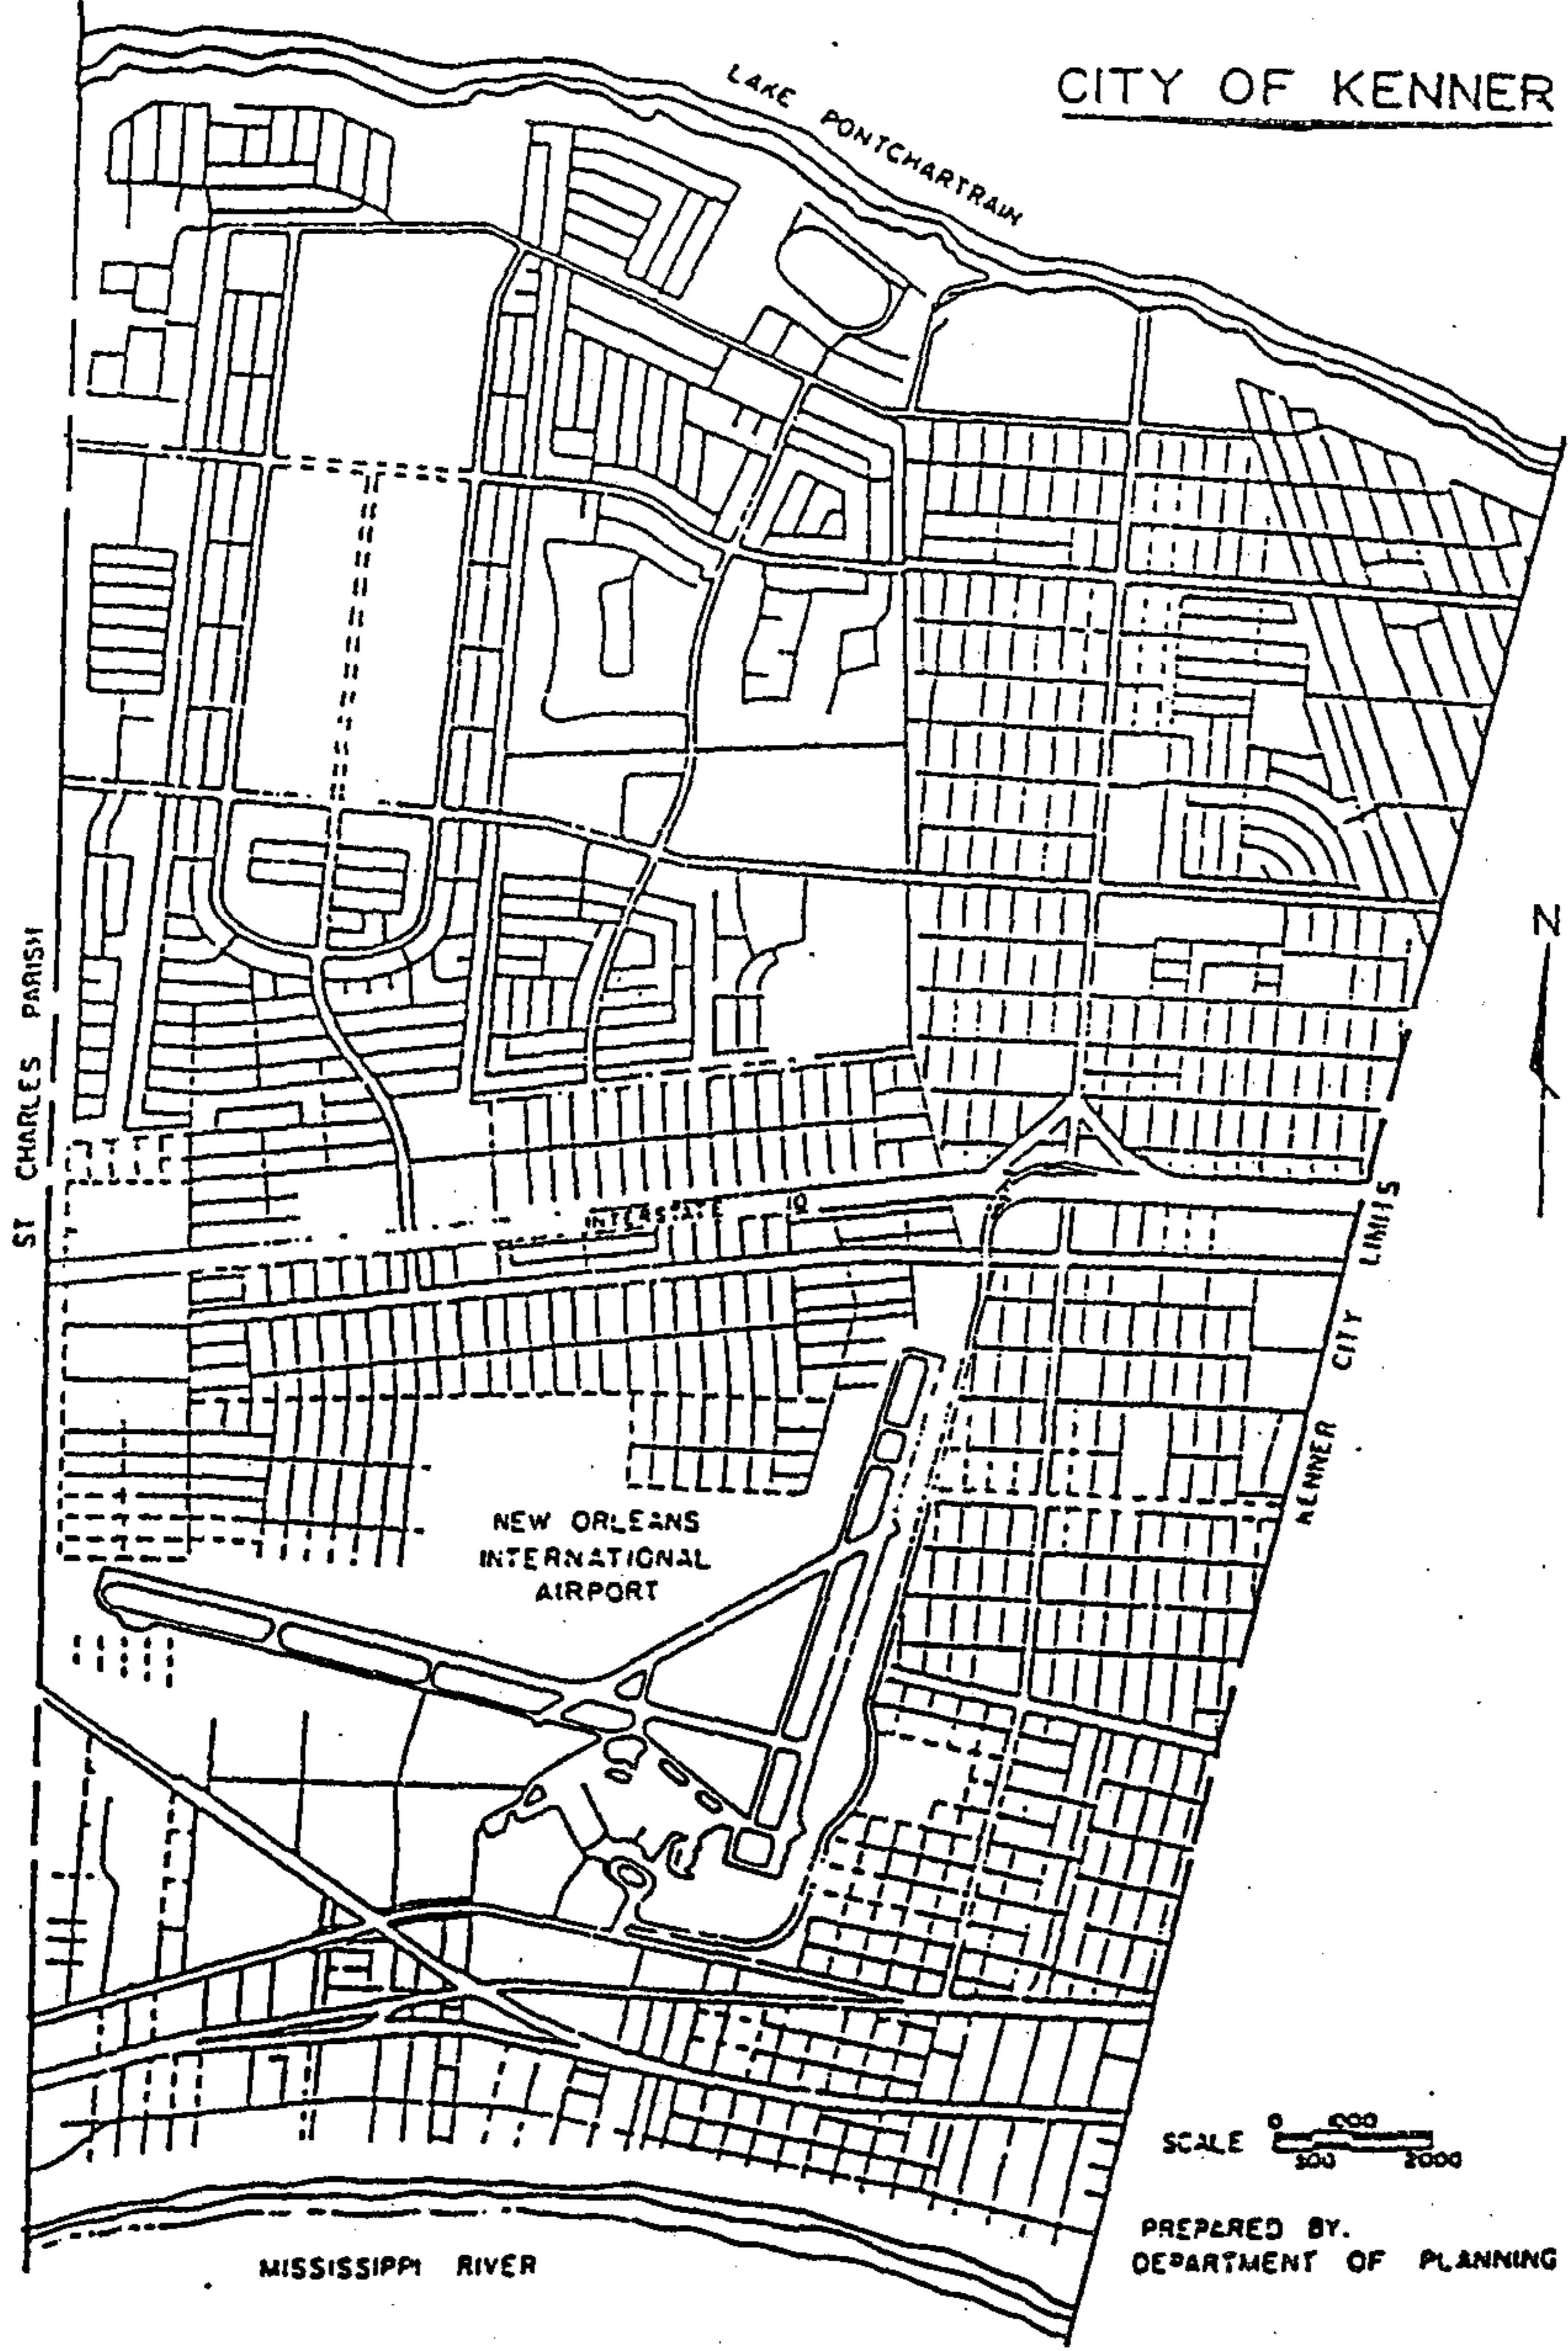 CITY OF KENNER
LAKE PONTCHARTRAIN
ST CHARLES PARISH
N
INTERSTATE 10
KENNER CITY LIMITS
NEW ORLEANS
INTERNATIONAL
AIRPORT
0
SCALE
2000
PREPARED BY.
DEPARTMENT OF PLANNING
MISSISSIPPI RIVER